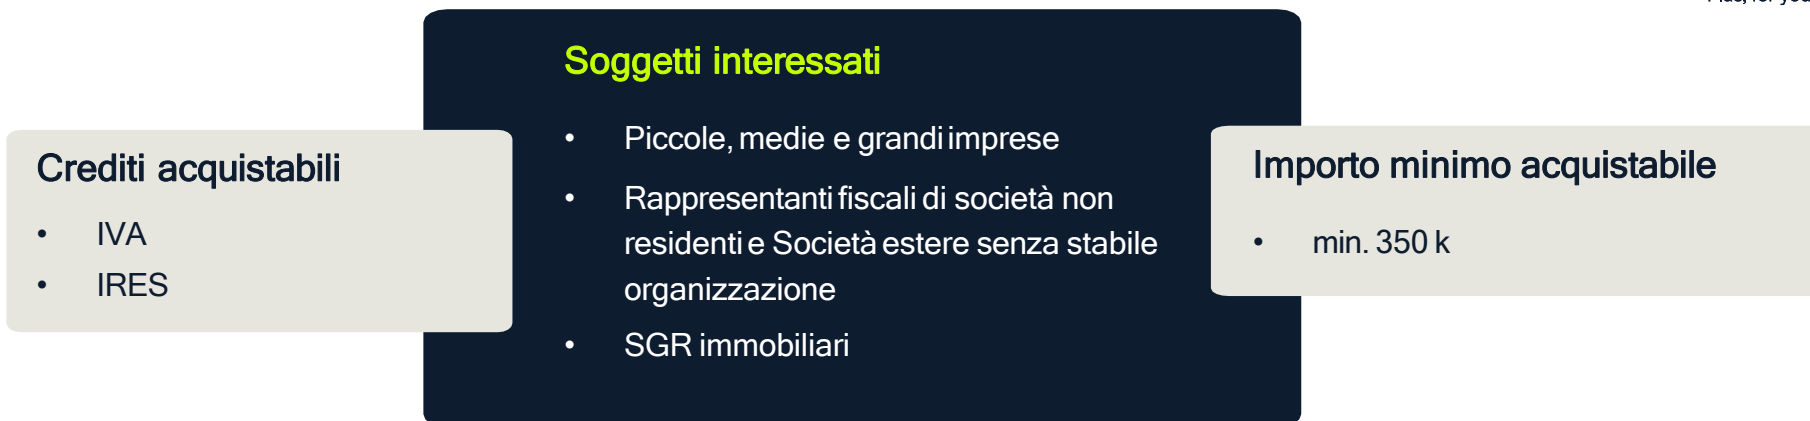 Crediti acquistabili
• IVA
• IRES
Soggetti interessati
• Piccole, medie e grandi imprese
• Rappresentanti fiscali di società non
residenti e Società estere senza stabile
organizzazione
• SGR immobiliari
Importo minimo acquistabile
• min. 350 k